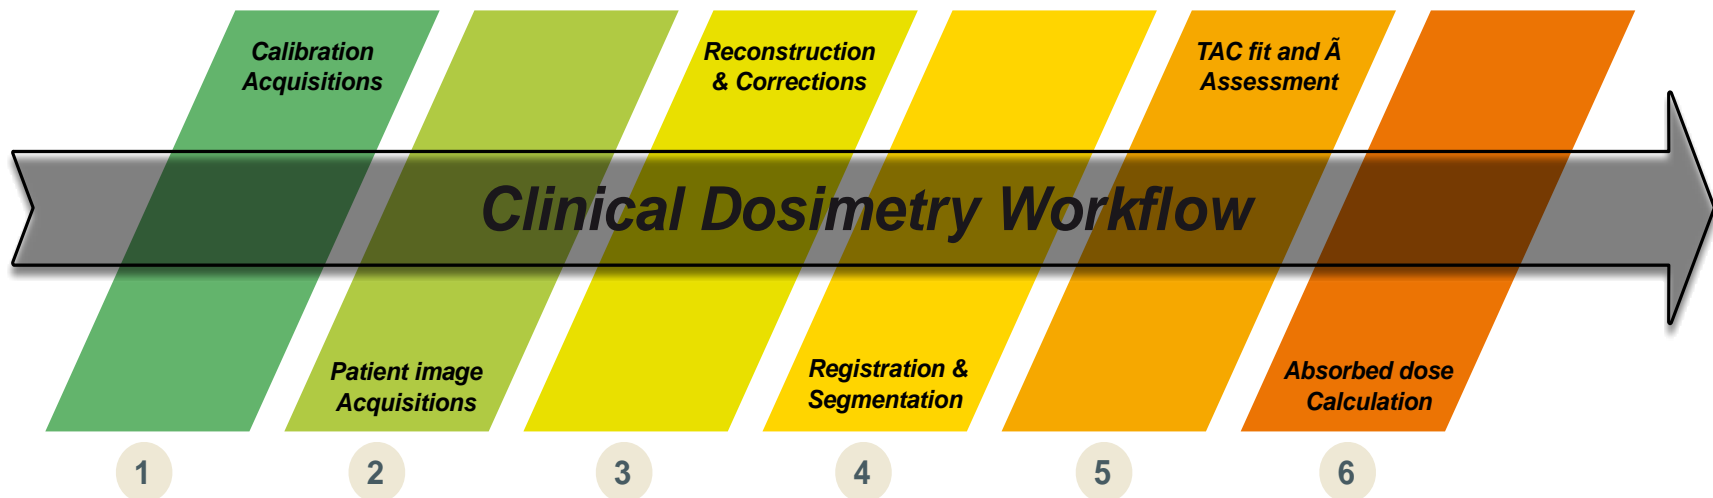 Calibration
Acquisitions
Reconstruction
& Corrections
TAC fit and Ã
Assessment
Clinical Dosimetry Workflow
Patient image
Acquisitions
Registration &
Segmentation
Absorbed dose
Calculation
1
2
3
4
5
6